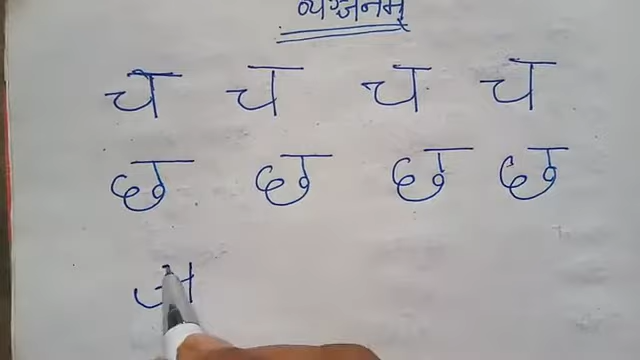 व्यञ्जनम्
च च च च
छ छ छ छ
ज